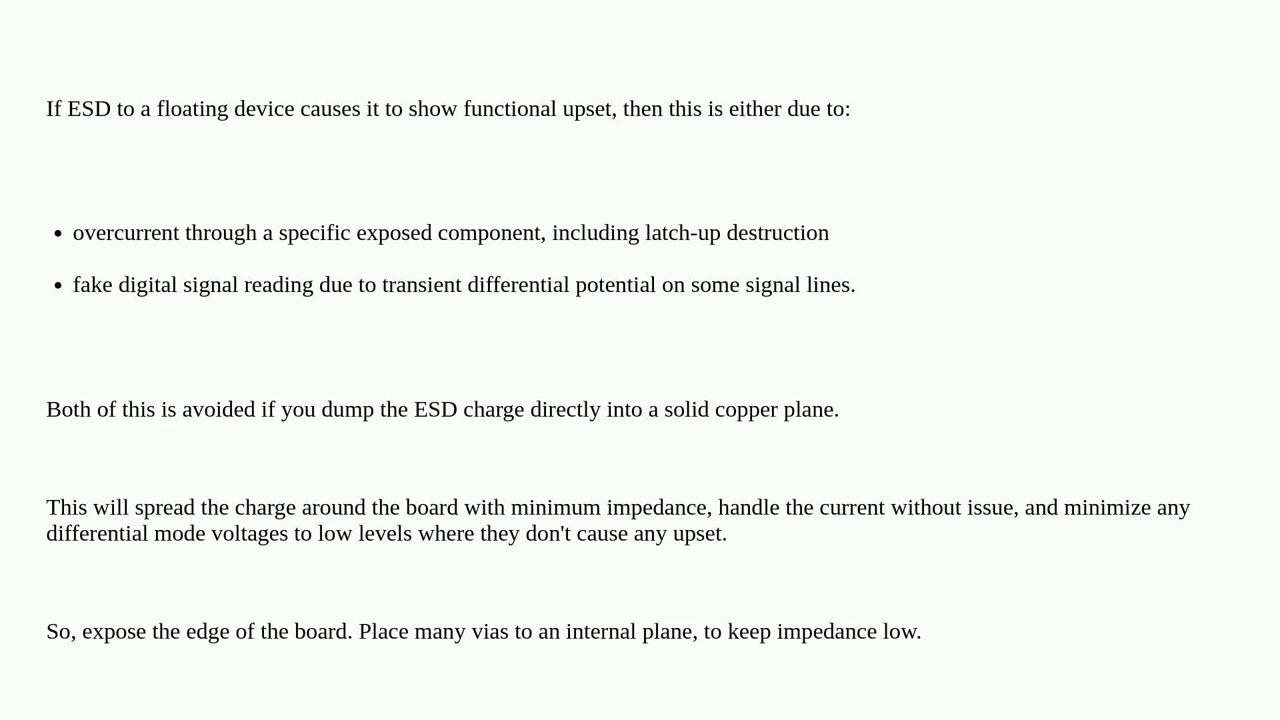 If ESD to a floating device causes it to show functional upset, then this is either due to:
• overcurrent through a specific exposed component, including latch-up destruction
• fake digital signal reading due to transient differential potential on some signal lines.
Both of this is avoided if you dump the ESD charge directly into a solid copper plane.
This will spread the charge around the board with minimum impedance, handle the current without issue, and minimize any
differential mode voltages to low levels where they don't cause any upset.
So, expose the edge of the board. Place many vias to an internal plane, to keep impedance low.